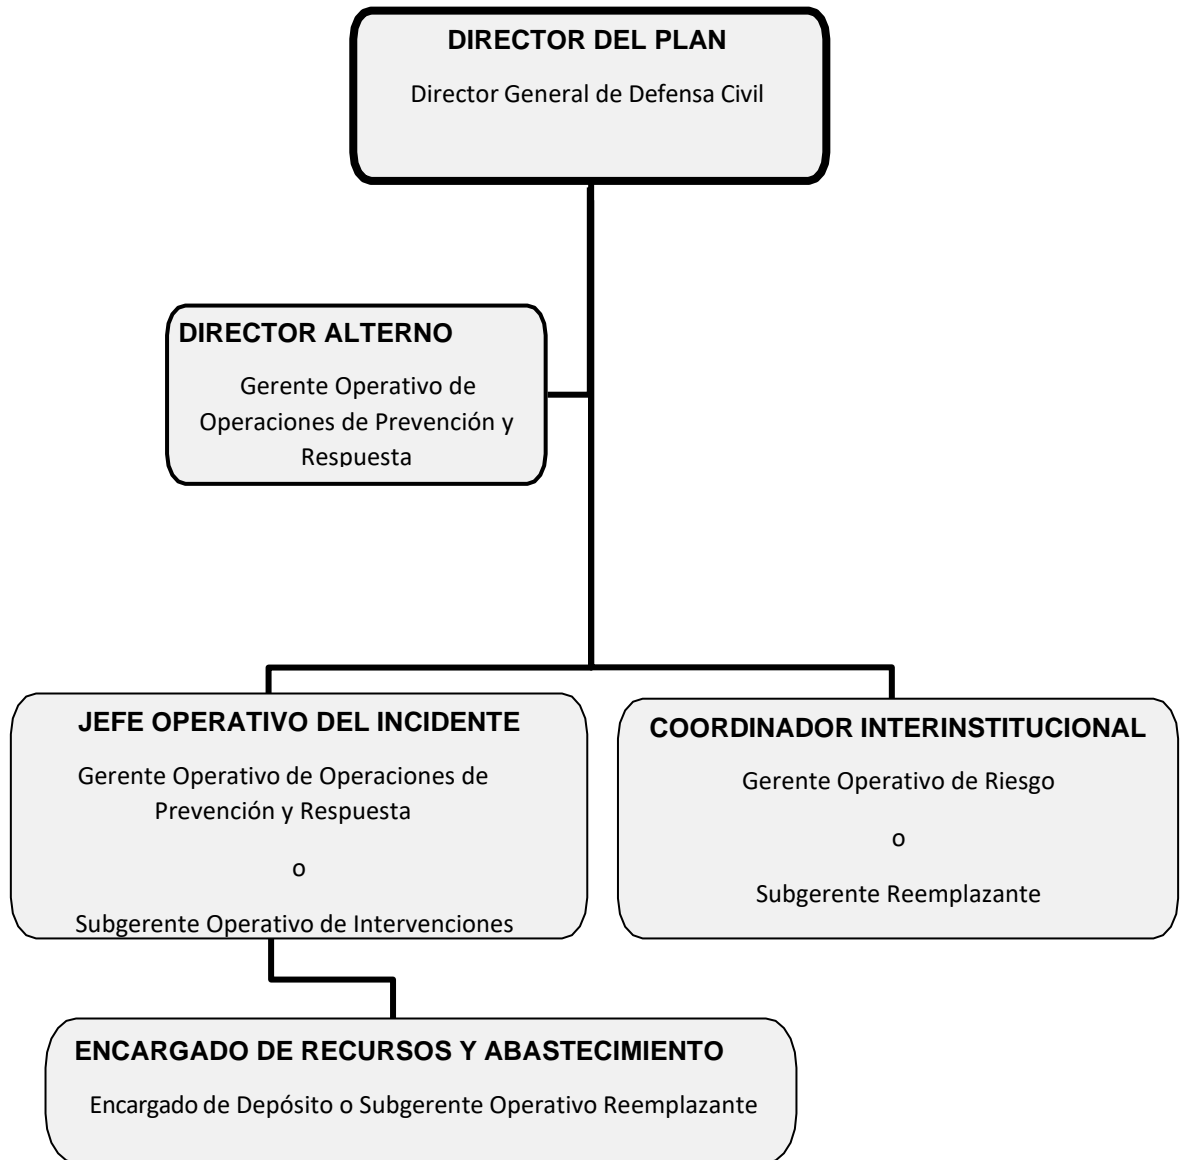 DIRECTOR DEL PLAN
Director General de Defensa Civil
DIRECTOR ALTERNO
Gerente Operativo de
Operaciones de Prevención y
Respuesta
JEFE OPERATIVO DEL INCIDENTE
Gerente Operativo de Operaciones de
Prevención y Respuesta
o
Subgerente Operativo de Intervenciones
COORDINADOR INTERINSTITUCIONAL
Gerente Operativo de Riesgo
o
Subgerente Reemplazante
ENCARGADO DE RECURSOS Y ABASTECIMIENTO
Encargado de Depósito o Subgerente Operativo Reemplazante